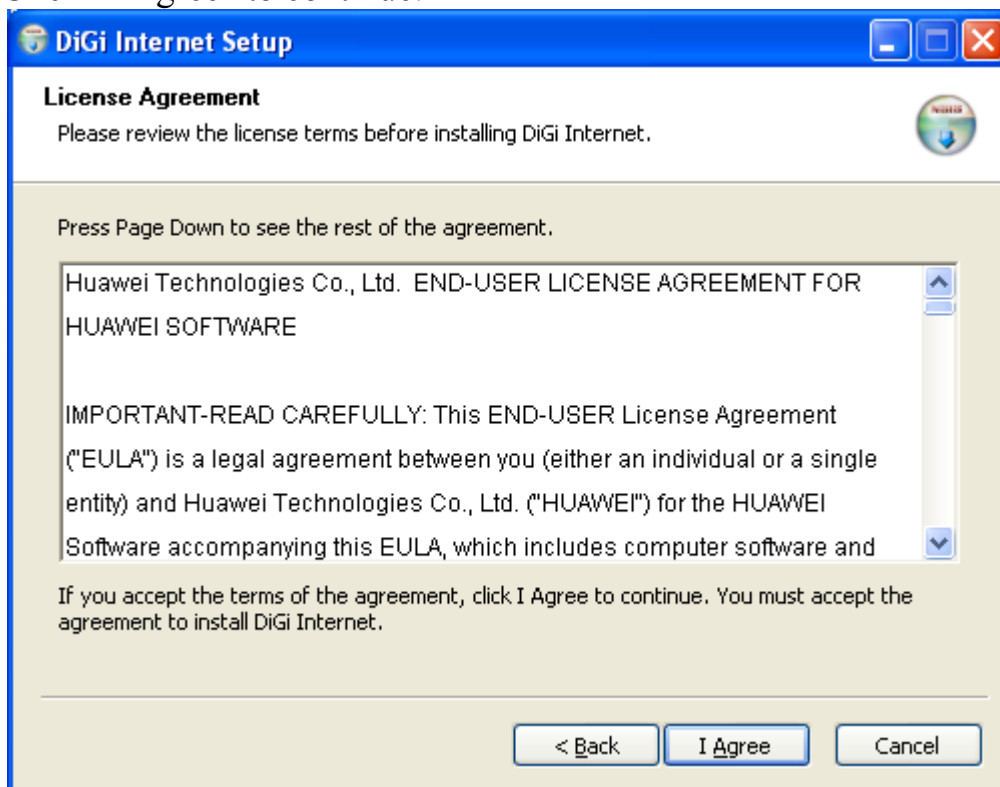 DiGi Internet Setup
License Agreement
Please review the license terms before installing DiGi Internet.
Press Page Down to see the rest of the agreement.
Huawei Technologies Co., Ltd. END-USER LICENSE AGREEMENT FOR
HUAWEI SOFTWARE
IMPORTANT-READ CAREFULLY: This END-USER License Agreement
("EULA") is a legal agreement between you (either an individual or a single
entity) and Huawei Technologies Co., Ltd. ("HUAWEI") for the HUAWEI
Software accompanying this EULA, which includes computer software and
If you accept the terms of the agreement, click I Agree to continue. You must accept the
agreement to install DiGi Internet.
< Back
I Agree
Cancel